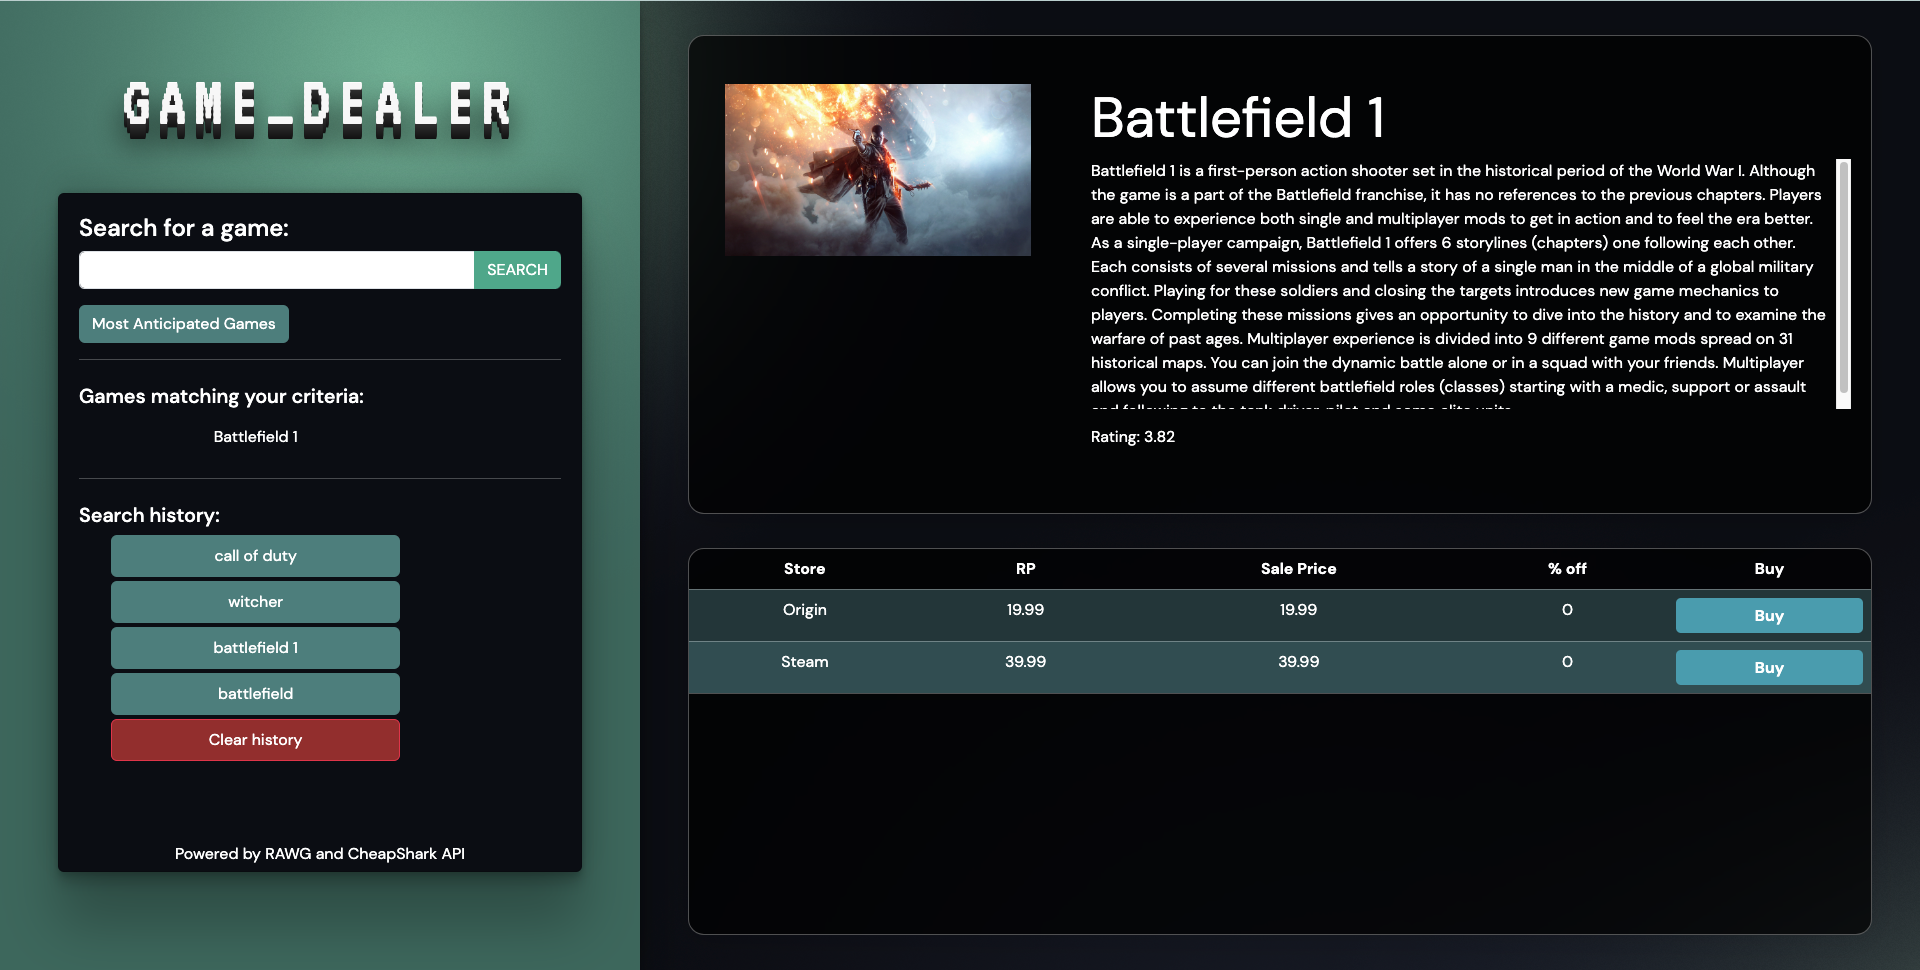 GAME_DEALER
Search for a game:
SEARCH
Most Anticipated Games
Games matching your criteria:
Battlefield 1
Search history:
call of duty
witcher
battlefield 1
battlefield
Clear history
Powered by RAWG and CheapShark API
Battlefield 1
Battlefield 1 is a first-person action shooter set in the historical period of the World War I. Although
the game is a part of the Battlefield franchise, it has no references to the previous chapters. Players
are able to experience both single and multiplayer mods to get in action and to feel the era better.
As a single-player campaign, Battlefield 1 offers 6 storylines (chapters) one following each other.
Each consists of several missions and tells a story of a single man in the middle of a global military
conflict. Playing for these soldiers and closing the targets introduces new game mechanics to
players. Completing these missions gives an opportunity to dive into the history and to examine the
warfare of past ages. Multiplayer experience is divided into 9 different game mods spread on 31
historical maps. You can join the dynamic battle alone or in a squad with your friends. Multiplayer
allows you to assume different battlefield roles (classes) starting with a medic, support or assault
and following to the tank driver, pilot and some elite units.
Rating: 3.82
Store RP Sale Price % off Buy
Origin 19.99 19.99 0 Buy
Steam 39.99 39.99 0 Buy